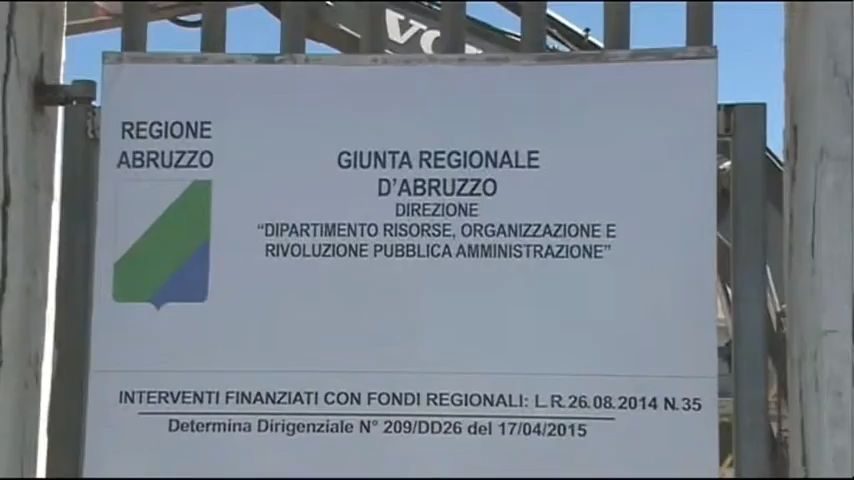 VO
REGIONE
ABRUZZO
GIUNTA REGIONALE
D'ABRUZZO
DIREZIONE
“DIPARTIMENTO RISORSE, ORGANIZZAZIONE E
RIVOLUZIONE PUBBLICA AMMINISTRAZIONE”
INTERVENTI FINANZIATI CON FONDI REGIONALI: L.R.26.08.2014 N.35
Determina Dirigenziale N° 209/DD26 del 17/04/2015